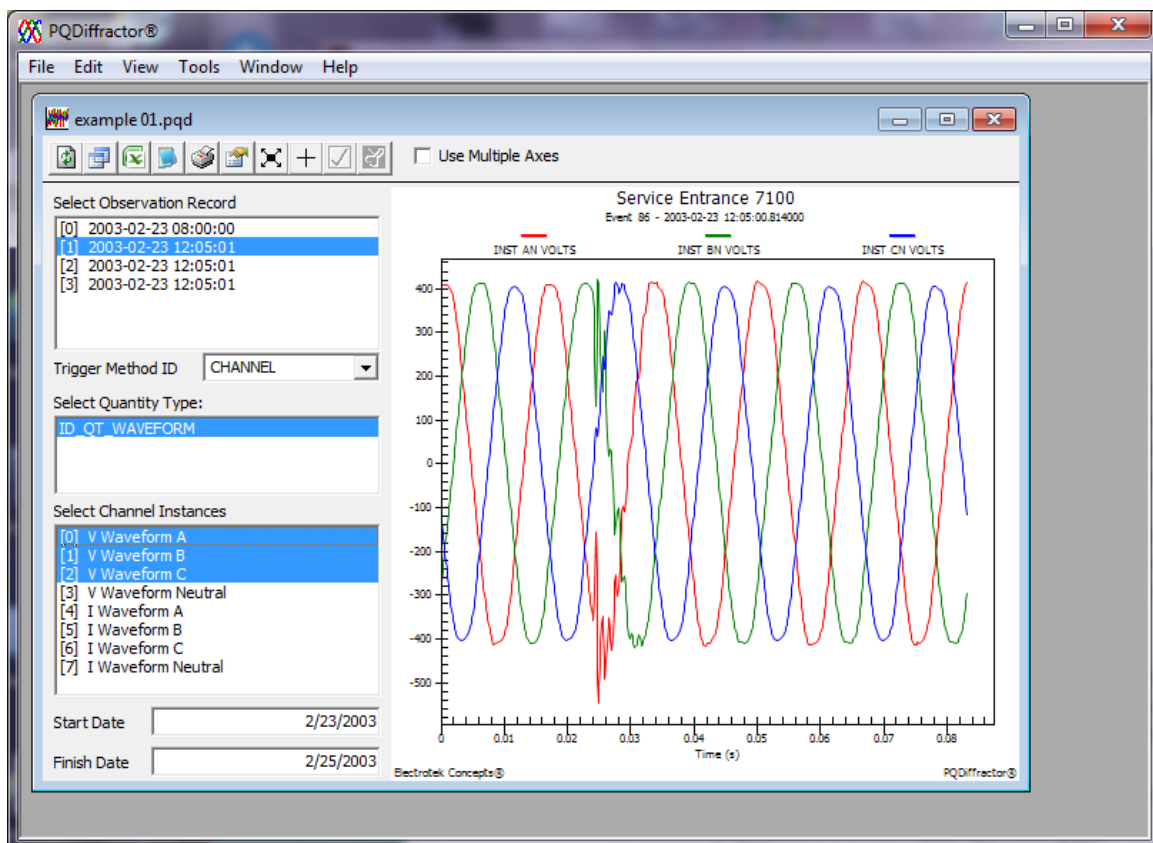 PQDiffractor®
File Edit View Tools Window Help
example 01.pqd
Use Multiple Axes
Select Observation Record
[0] 2003-02-23 08:00:00
[1] 2003-02-23 12:05:01
[2] 2003-02-23 12:05:01
[3] 2003-02-23 12:05:01
Trigger Method ID CHANNEL
Select Quantity Type:
ID_QT_WAVEFORM
Select Channel Instances
[0] V Waveform A
[1] V Waveform B
[2] V Waveform C
[3] V Waveform Neutral
[4] I Waveform A
[5] I Waveform B
[6] I Waveform C
[7] I Waveform Neutral
Start Date 2/23/2003
Finish Date 2/25/2003
Service Entrance 7100
Event 86 - 2003-02-23 12:05:00.814000
INST AN VOLTS INST BN VOLTS INST CN VOLTS
400
300
200
100
0
-100
-200
-300
-400
-500
0 0.01 0.02 0.03 0.04 0.05 0.06 0.07 0.08
Time (s)
Electrotek Concepts® PQDiffractor®